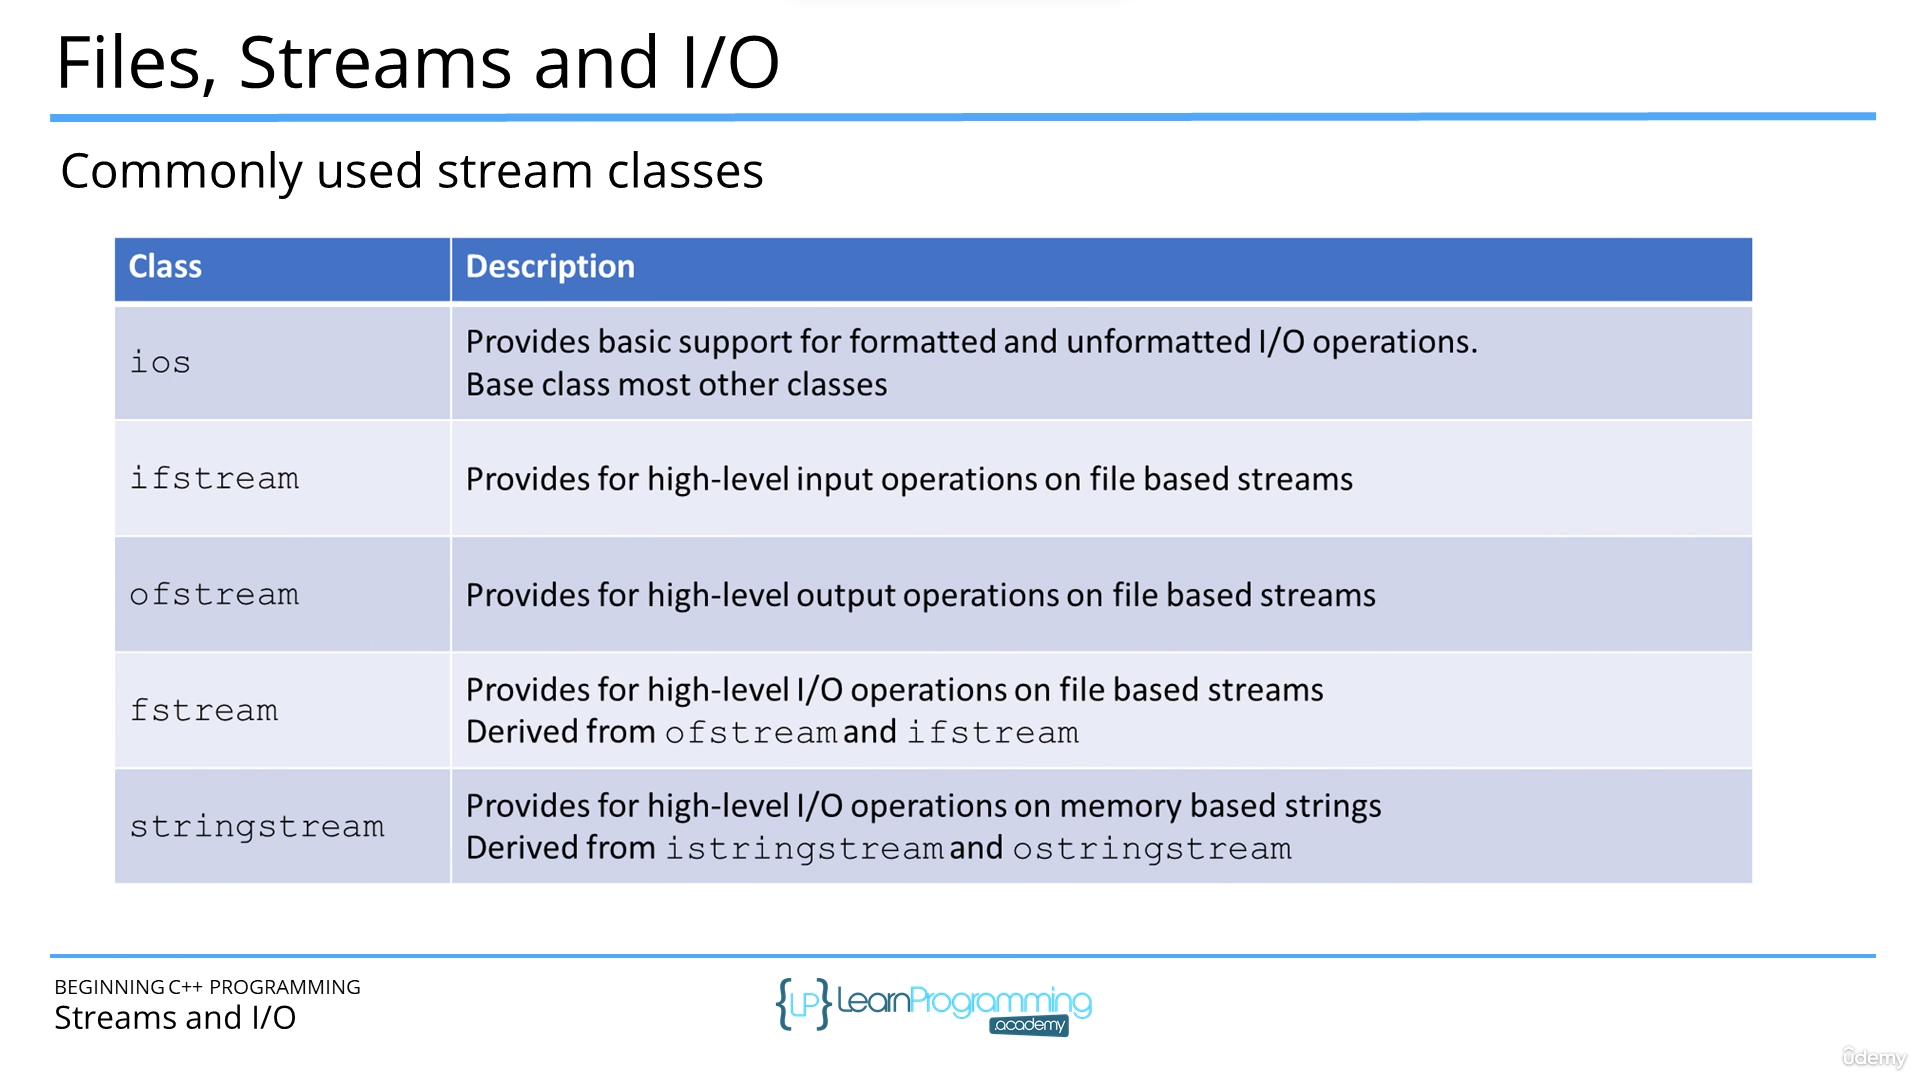 Files, Streams and I/O
Commonly used stream classes
Class Description
ios
Provides basic support for formatted and unformatted I/O operations.
Base class most other classes
ifstream Provides for high-level input operations on file based streams
ofstream Provides for high-level output operations on file based streams
fstream
Provides for high-level I/O operations on file based streams
Derived from ofstream and ifstream
stringstream
Provides for high-level I/O operations on memory based strings
Derived from istringstream and ostringstream
BEGINNING C++ PROGRAMMING
Streams and I/O
{LP} LearnProgramming
.academy
ûdemy